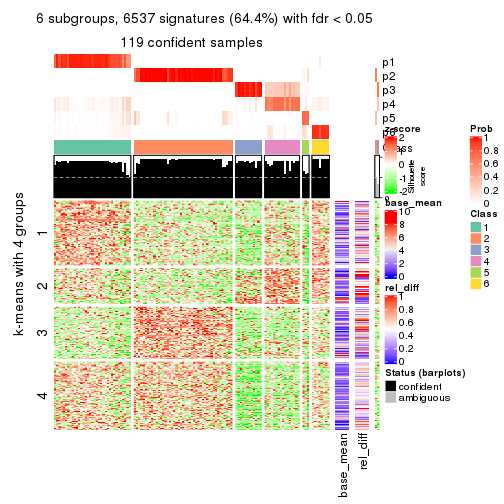 6 subgroups, 6537 signatures (64.4%) with fdr < 0.05
119 confident samples
p1
p2
p3
p4
p5
Silhouette
score
k-means with 4 groups
1
2
3
4
base_mean
rel_diff
z-score
2
1
0
-1
-2
base_mean
10
8
6
4
2
0
rel_diff
1
0.8
0.6
0.4
0.2
0
Status (barplots)
confident
ambiguous
Prob
1
0.8
0.6
0.4
0.2
0
Class
1
2
3
4
5
6